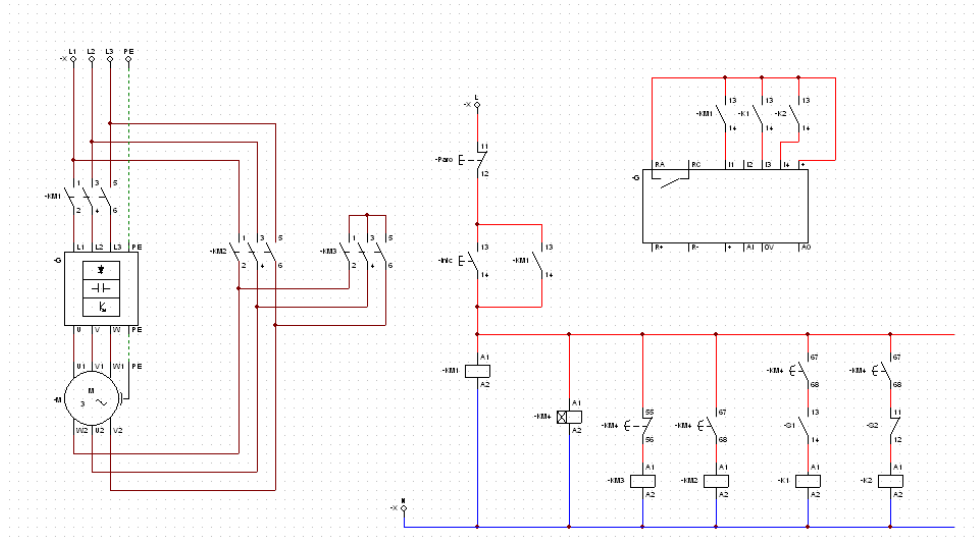 L1 L2 L3 PE
-X
1 3 5
-KM1
2 4 6
L1 L2 L3 PE
-G
U V W PE
U1 V1 W1 PE
M
3
-M
W2 U2 V2
1 3 5
-KM2
2 4 6
1 3 5
-KM3
2 4 6
L
-X
11
-Paro
12
13
-Inic
14
13
-KM1
14
A1
-KM1
A2
A1
-KM4
A2
55
-KM4
56
A1
-KM3
A2
67
-KM4
68
A1
-KM2
A2
67
-KM4
68
13
-S1
14
A1
-K1
A2
67
-KM4
68
11
-S2
12
A1
-K2
A2
N
-X
13
-KM1
14
13
-K1
14
13
-K2
14
RA RC I1 I2 I3 I4 +
-G
R+ R- + A1 0V A0